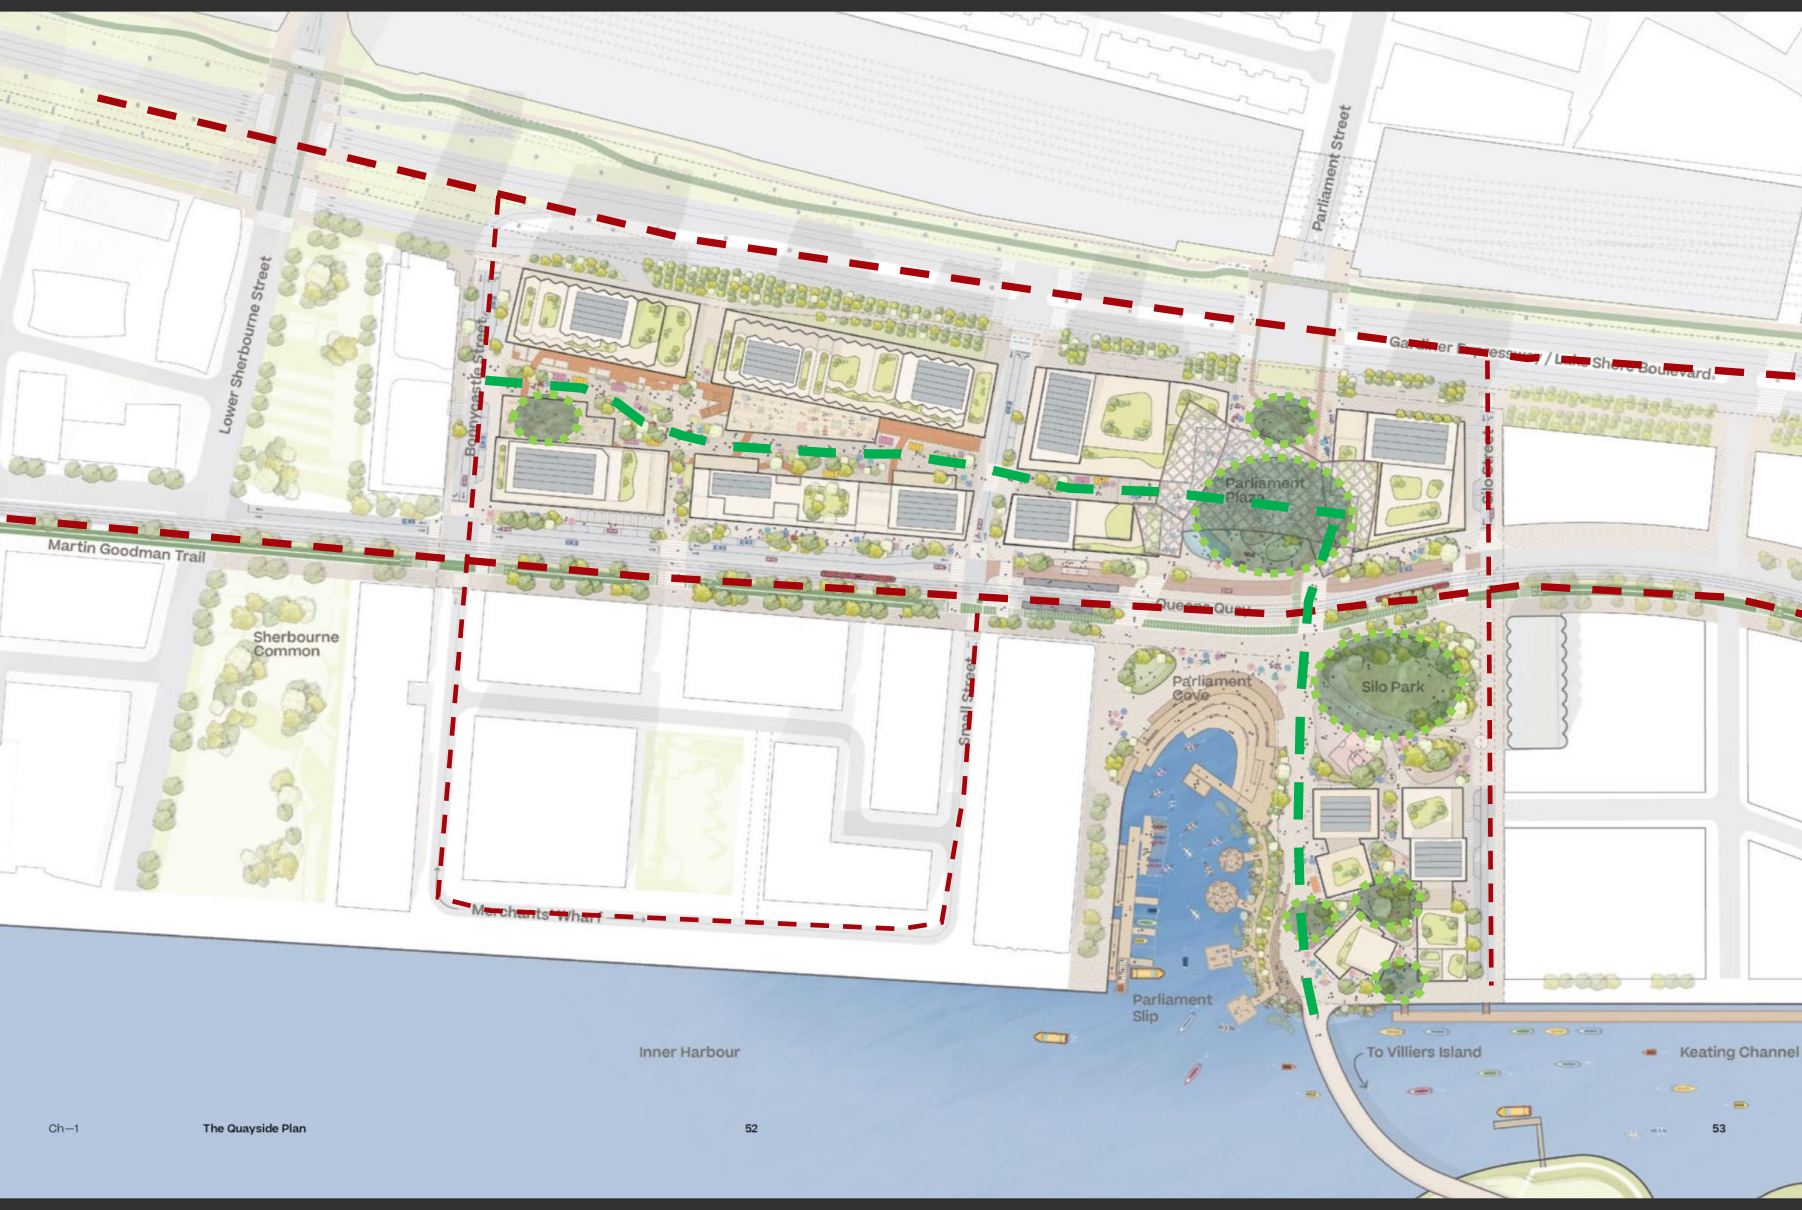 Parliament Street
Lower Sherbourne Street
Bonnycastle Street
Gardiner Expressway / Lake Shore Boulevard
Silo Street
Parliament
Plaza
Martin Goodman Trail
Queens Quay
Sherbourne
Common
Small Street
Parliament
Cove
Silo Park
Merchants' Wharf
Parliament
Slip
Inner Harbour
To Villiers Island
Keating Channel
Ch—1
The Quayside Plan
52
53